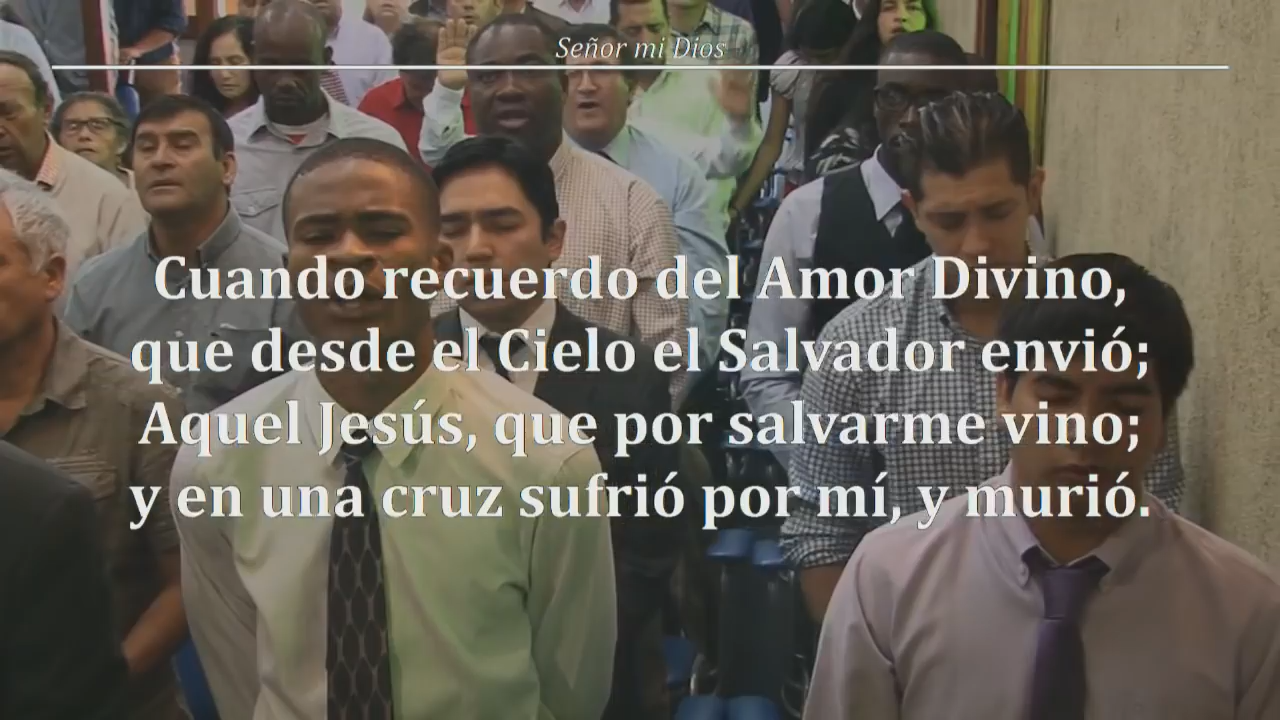 Señor mi Dios
Cuando recuerdo del Amor Divino,
que desde el Cielo el Salvador envió;
Aquel Jesús, que por salvarme vino;
y en una cruz sufrió por mí, y murió.